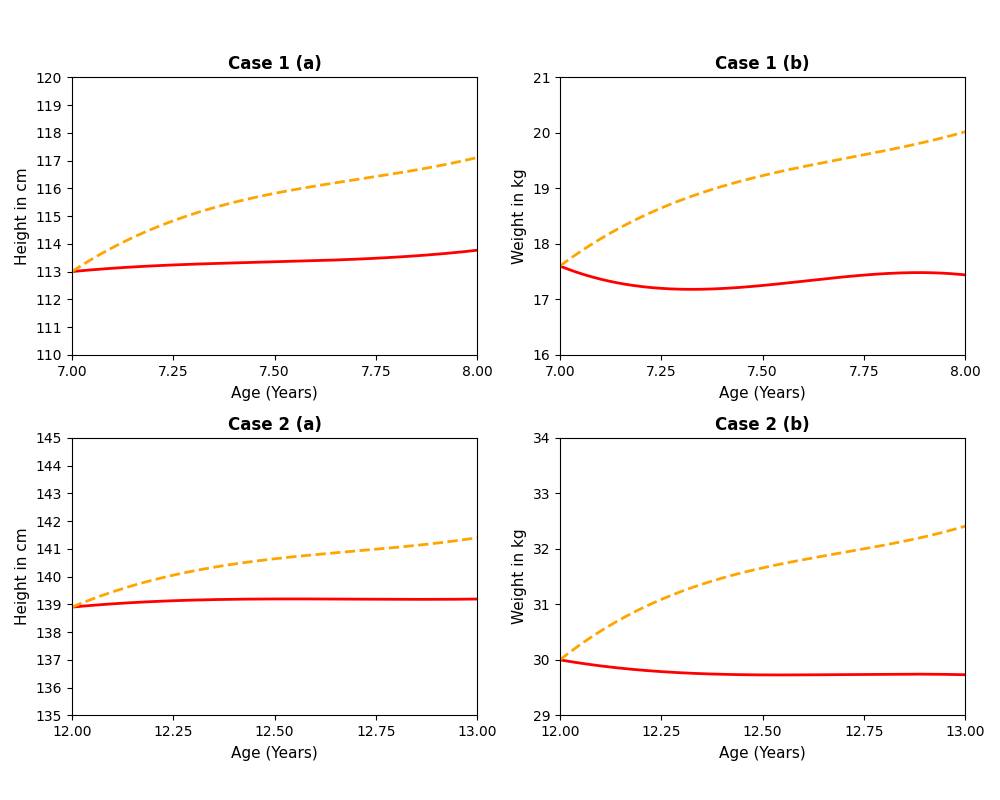 Case 1 (a)
Height in cm
120
119
118
117
116
115
114
113
112
111
110
7.00 7.25 7.50 7.75 8.00
Age (Years)
Case 1 (b)
Weight in kg
21
20
19
18
17
16
7.00 7.25 7.50 7.75 8.00
Age (Years)
Case 2 (a)
Height in cm
145
144
143
142
141
140
139
138
137
136
135
12.00 12.25 12.50 12.75 13.00
Age (Years)
Case 2 (b)
Weight in kg
34
33
32
31
30
29
12.00 12.25 12.50 12.75 13.00
Age (Years)